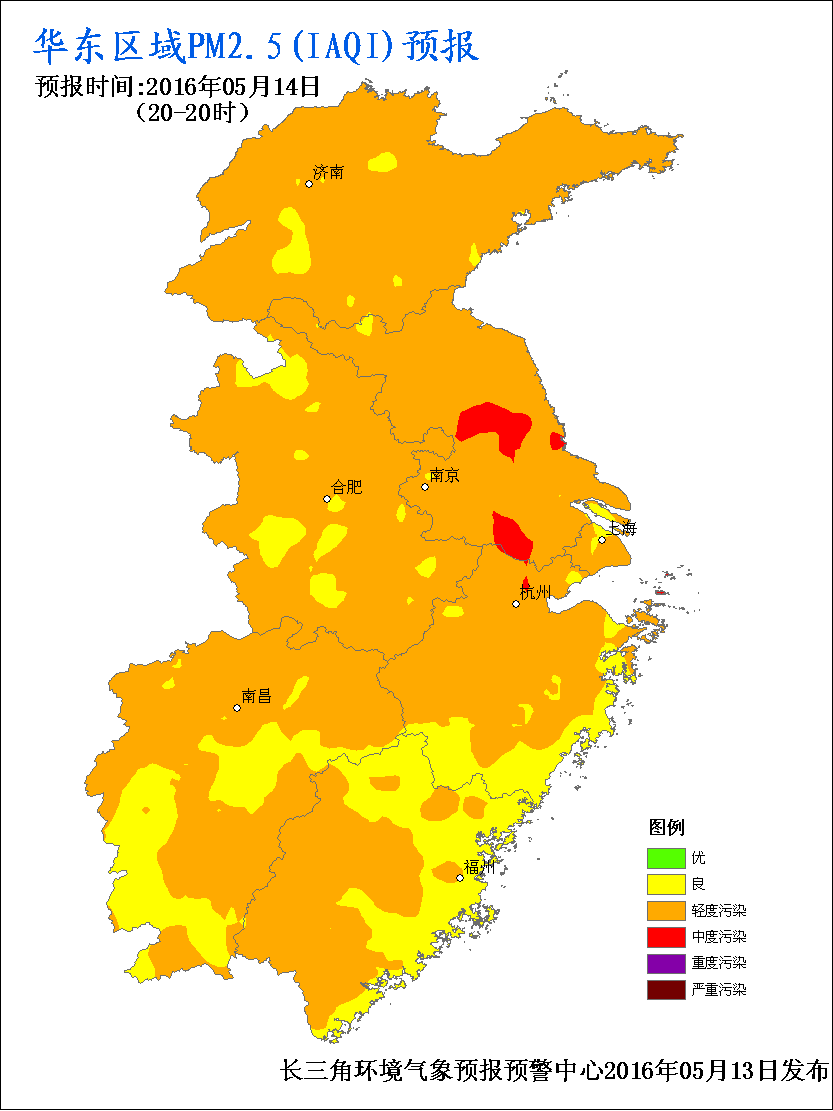 华东区域PM2.5(IAQI)预报
预报时间:2016年05月14日
(20-20时)
济南
南京
合肥
上海
杭州
南昌
福州
图例
优
良
轻度污染
中度污染
重度污染
严重污染
长三角环境气象预报预警中心2016年05月13日发布